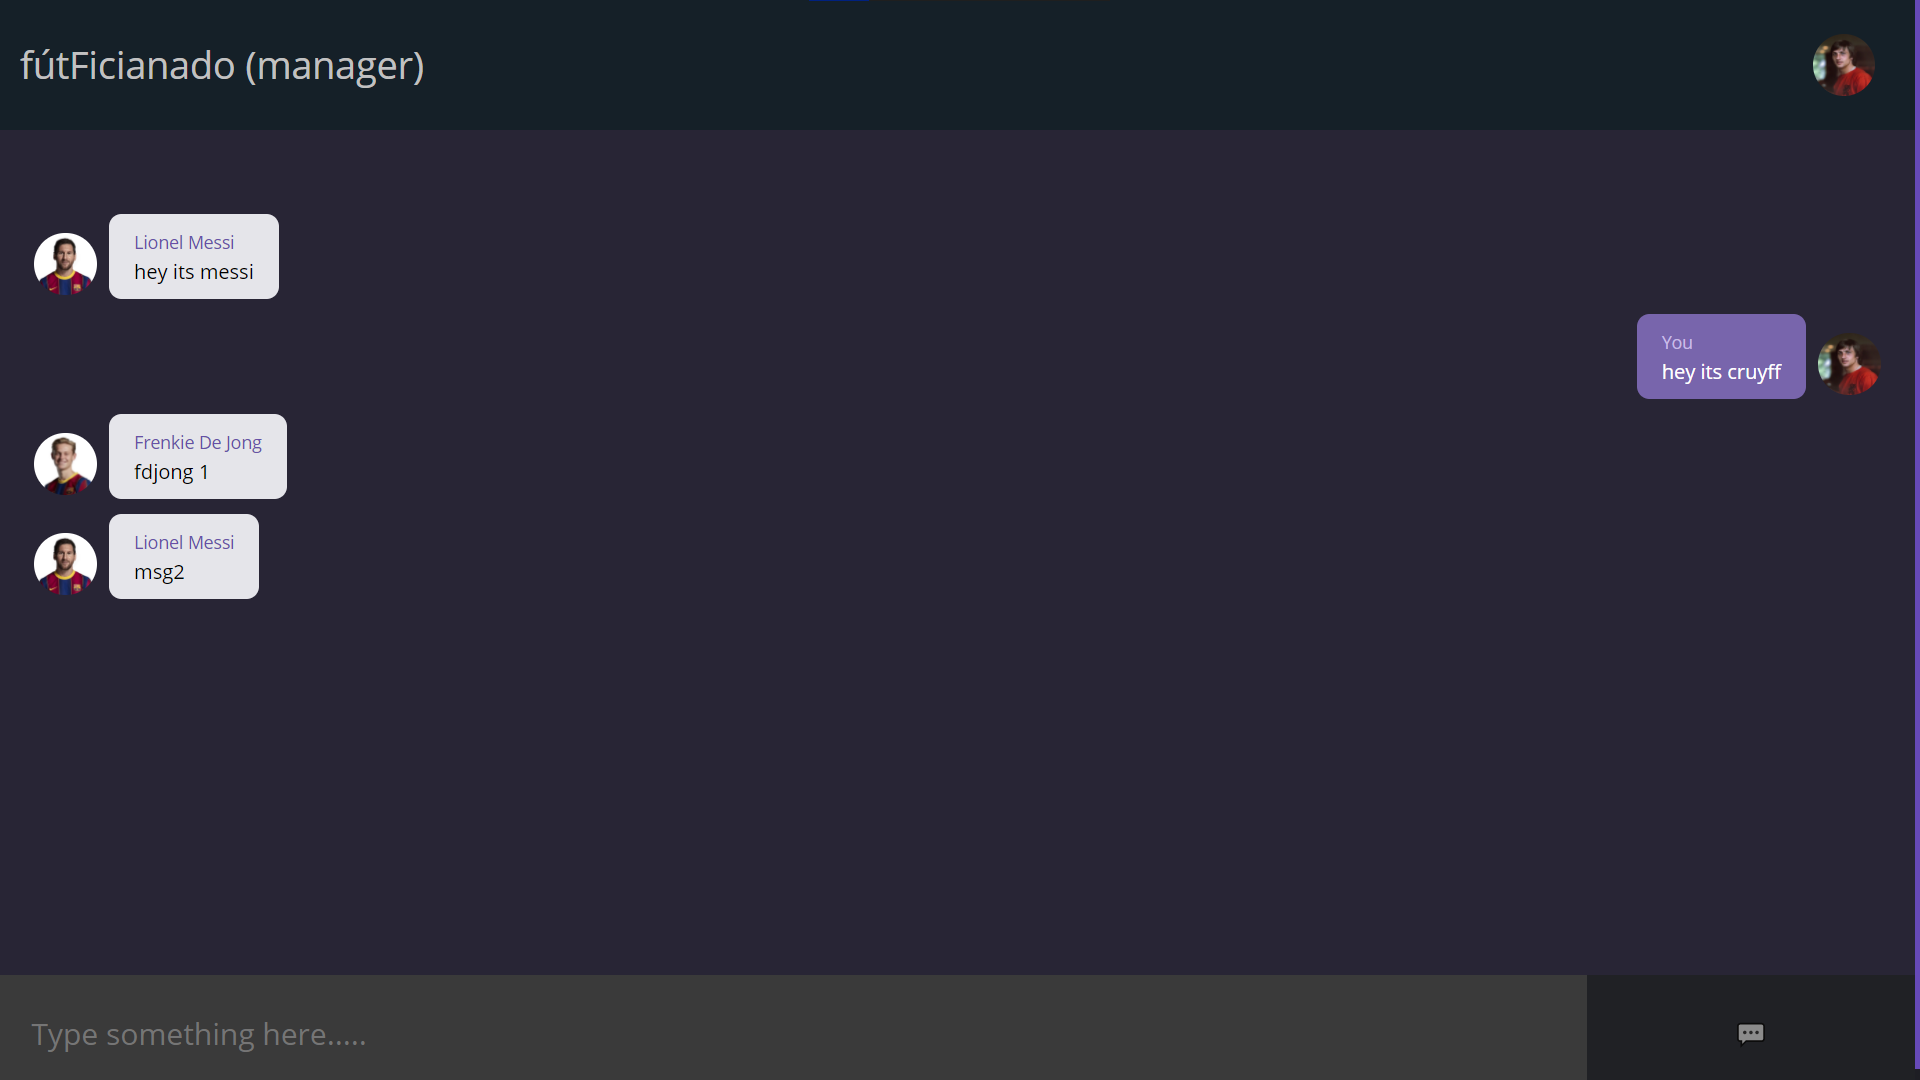 fútFicianado (manager)
Lionel Messi
hey its messi
You
hey its cruyff
Frenkie De Jong
fdjong 1
Lionel Messi
msg2
Type something here.....